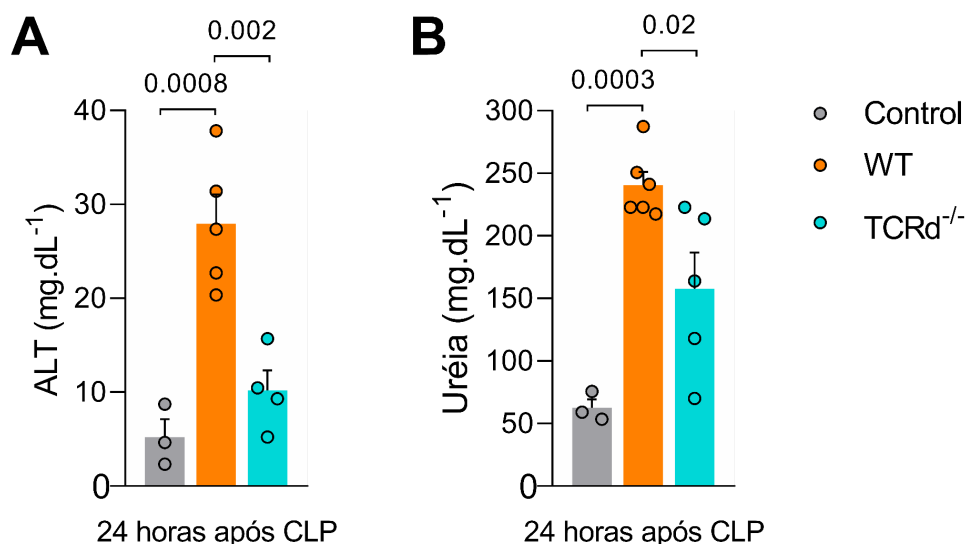 A
0.002
0.0008
40
30
20
10
0
ALT (mg.dL⁻¹)
24 horas após CLP
B
0.02
0.0003
300
250
200
150
100
50
0
Uréia (mg.dL⁻¹)
24 horas após CLP
Control
WT
TCRd⁻/⁻